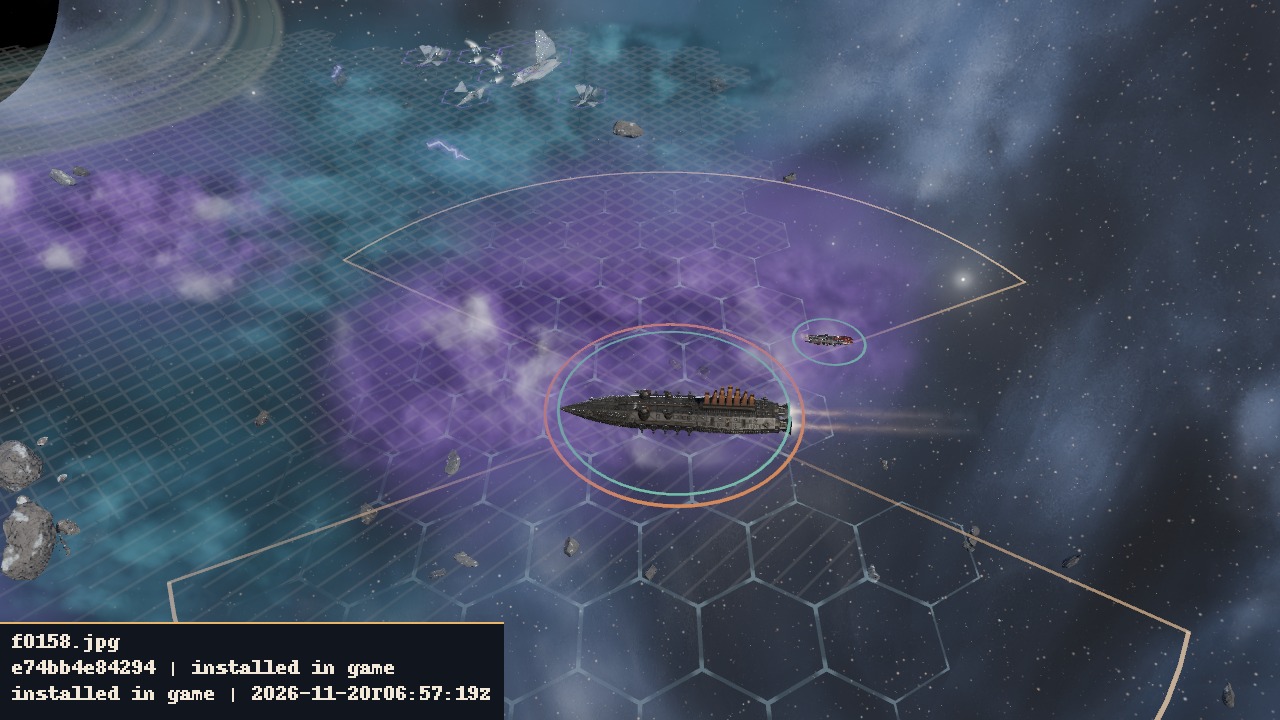 f0158.jpg
e74bb4e84294 | installed in game
installed in game | 2026-11-20T06:57:19Z